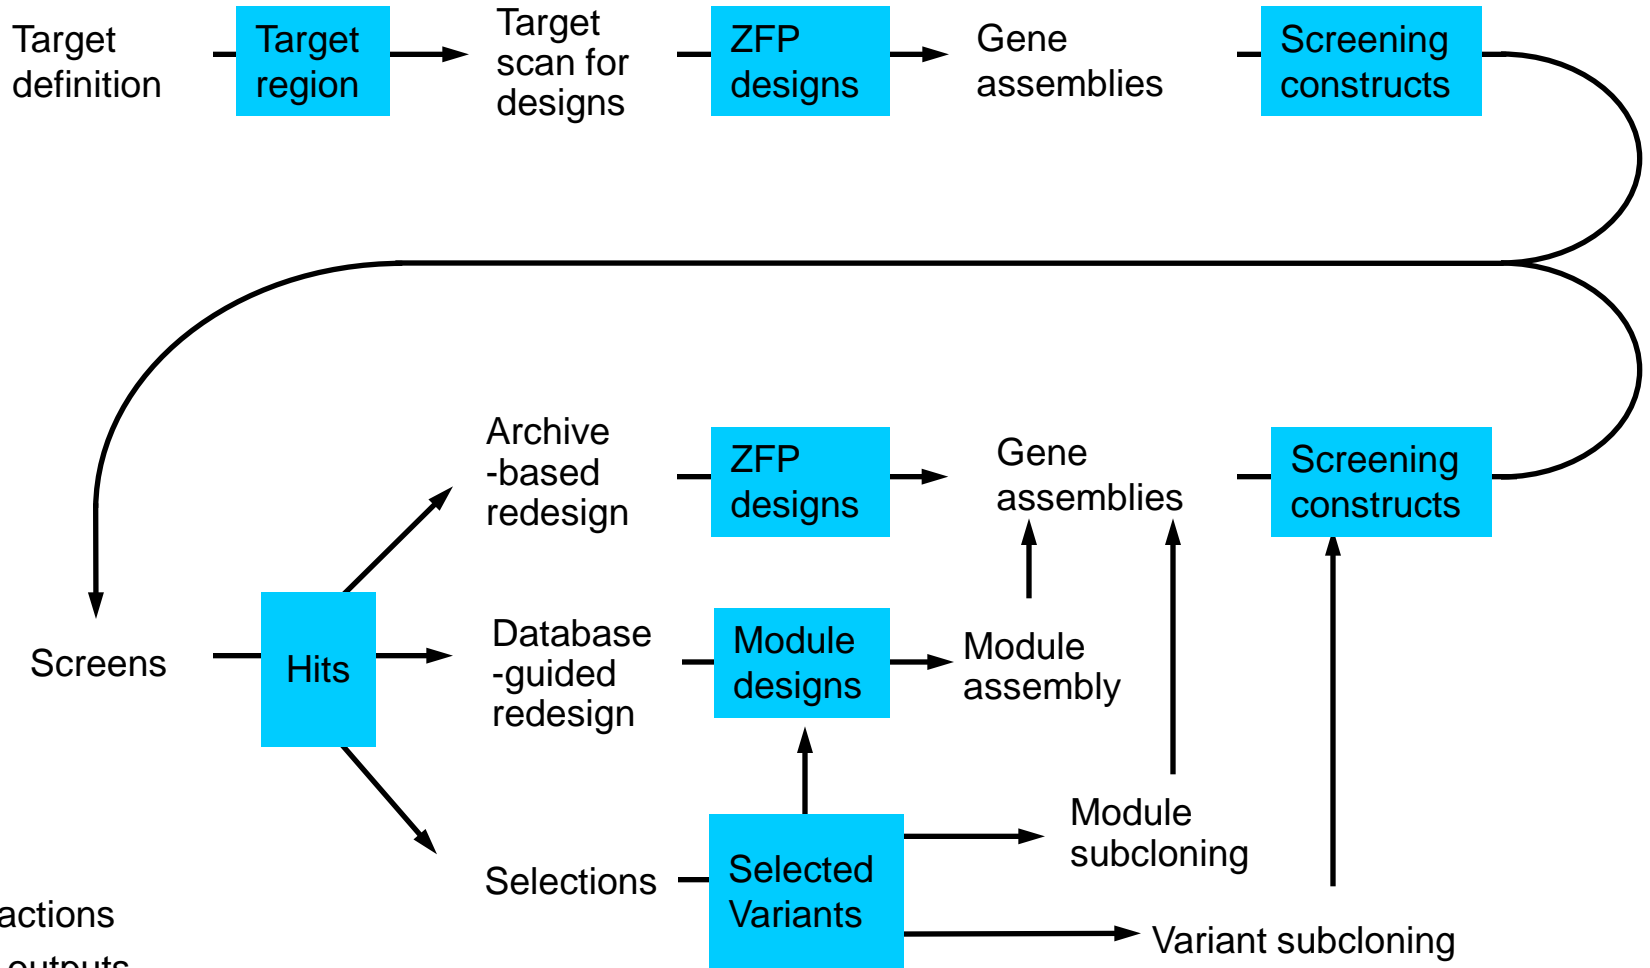 Target
definition
Target
region
Target
scan for
designs
ZFP
designs
Gene
assemblies
Screening
constructs
Archive
-based
redesign
ZFP
designs
Gene
assemblies
Screening
constructs
Screens
Hits
Database
-guided
redesign
Module
designs
Module
assembly
Selections
Selected
Variants
Module
subcloning
Variant subcloning
actions
outputs